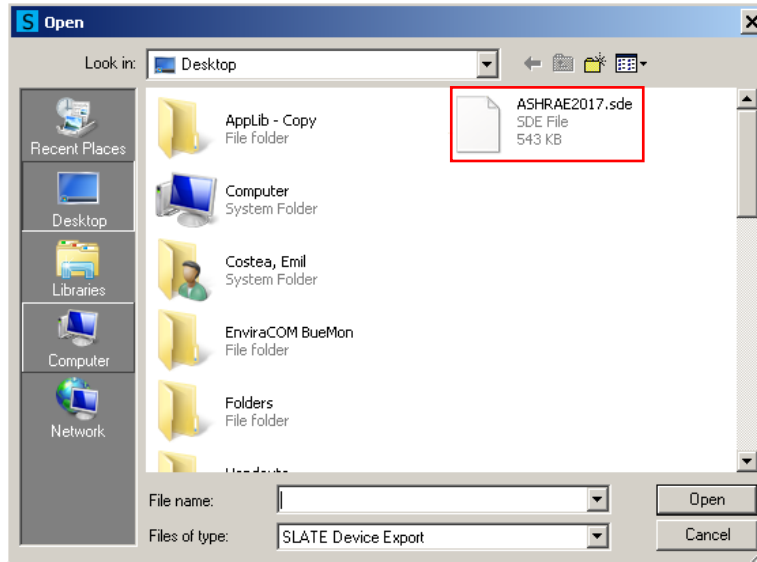 S Open
Look in: Desktop
Recent Places
Desktop
Libraries
Computer
Network
AppLib - Copy
File folder
Computer
System Folder
Costea, Emil
System Folder
EnviraCOM BueMon
File folder
Folders
File folder
ASHRAE2017.sde
SDE File
543 KB
File name:
Open
Files of type: SLATE Device Export
Cancel